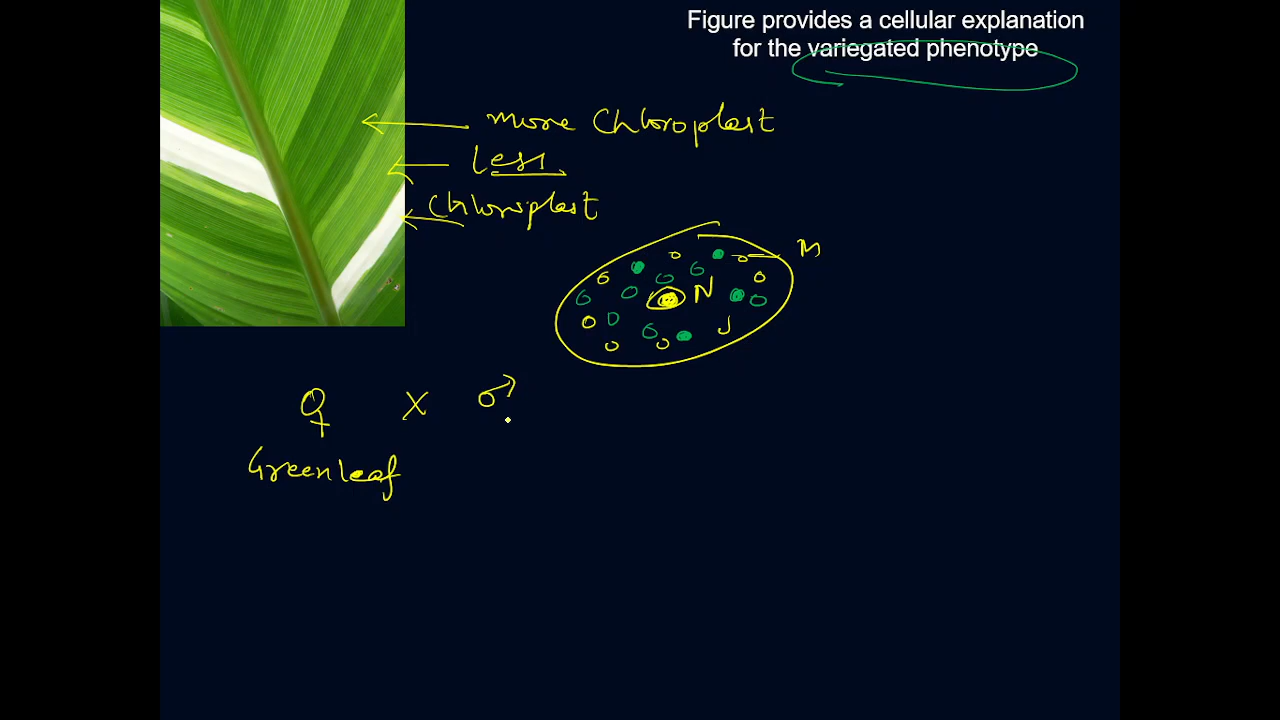 Figure provides a cellular explanation
for the variegated phenotype
more Chloroplast
less
Chloroplast
M
N
♀ X ♂
Greenleaf